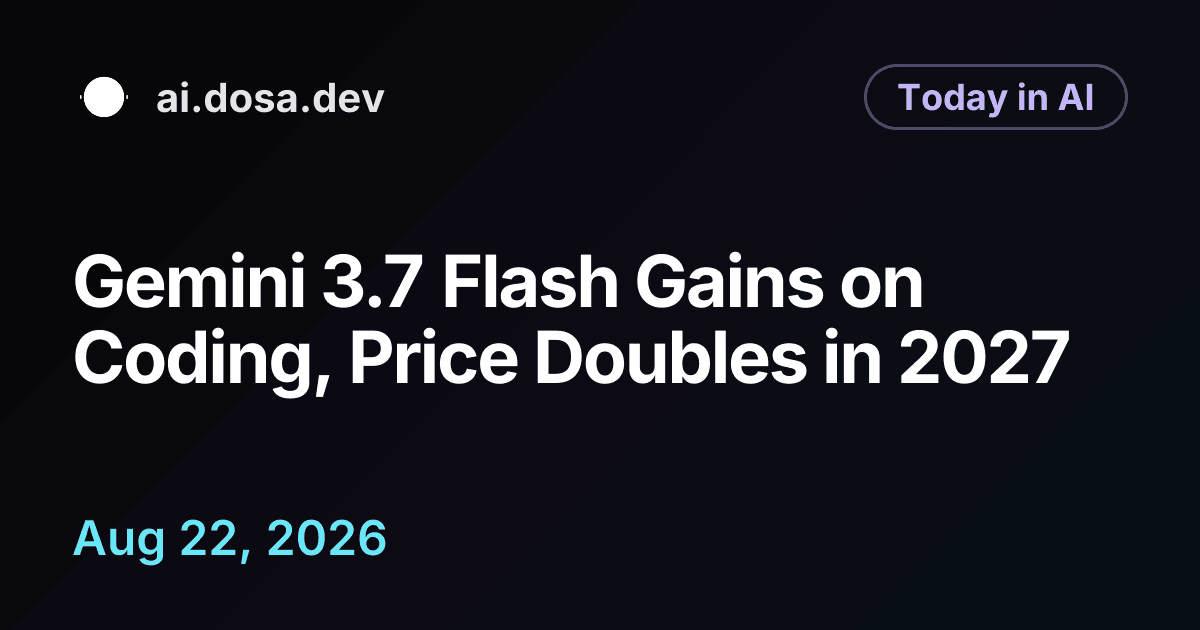 ai.dosa.dev
Today in AI
Gemini 3.7 Flash Gains on
Coding, Price Doubles in 2027
Aug 22, 2026